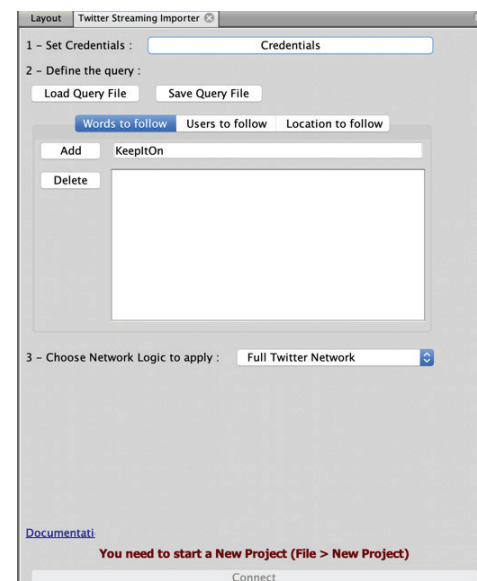 Layout Twitter Streaming Importer
1 - Set Credentials : Credentials
2 - Define the query :
Load Query File Save Query File
Words to follow Users to follow Location to follow
Add KeepItOn
Delete
3 - Choose Network Logic to apply : Full Twitter Network
Documentati
You need to start a New Project (File > New Project)
Connect